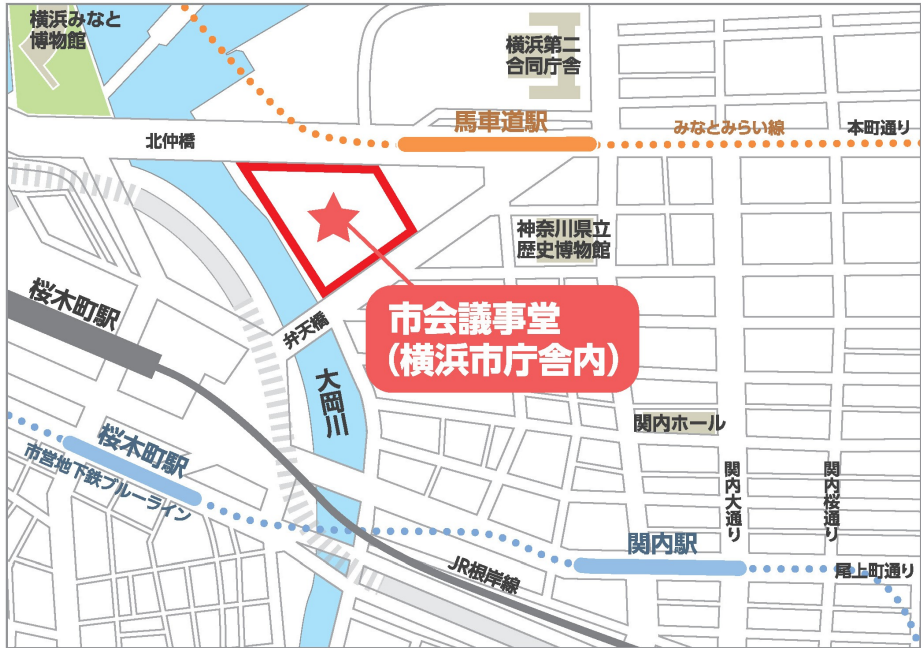 横浜みなと
博物館
横浜第二
合同庁舎
馬車道駅
みなとみらい線
本町通り
北仲橋
神奈川県立
歴史博物館
桜木町駅
市会議事堂
(横浜市庁舎内)
弁天橋
大岡川
関内ホール
桜木町駅
市営地下鉄ブルーライン
関内大通り
関内桜通り
関内駅
JR根岸線
尾上町通り